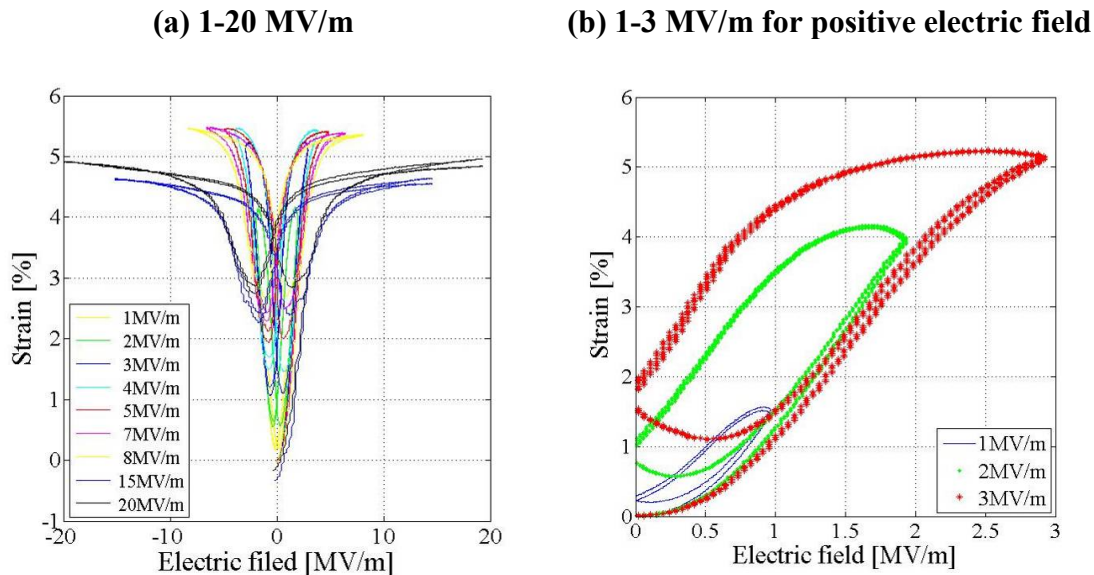 (a) 1-20 MV/m
(b) 1-3 MV/m for positive electric field
6
5
4
3
2
1
0
-1
-20
-10
0
10
20
Strain [%]
Electric filed [MV/m]
1MV/m
2MV/m
3MV/m
4MV/m
5MV/m
7MV/m
8MV/m
15MV/m
20MV/m
6
5
4
3
2
1
0
0
0.5
1
1.5
2
2.5
3
Strain [%]
Electric field [MV/m]
1MV/m
2MV/m
3MV/m